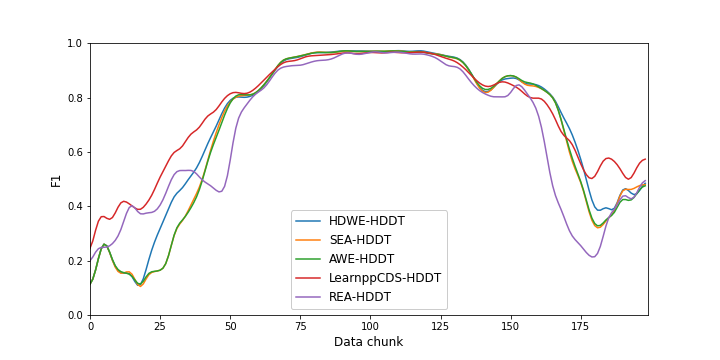 1.0
0.8
0.6
0.4
0.2
0.0
F1
0
25
50
75
100
125
150
175
Data chunk
HDWE-HDDT
SEA-HDDT
AWE-HDDT
LearnppCDS-HDDT
REA-HDDT